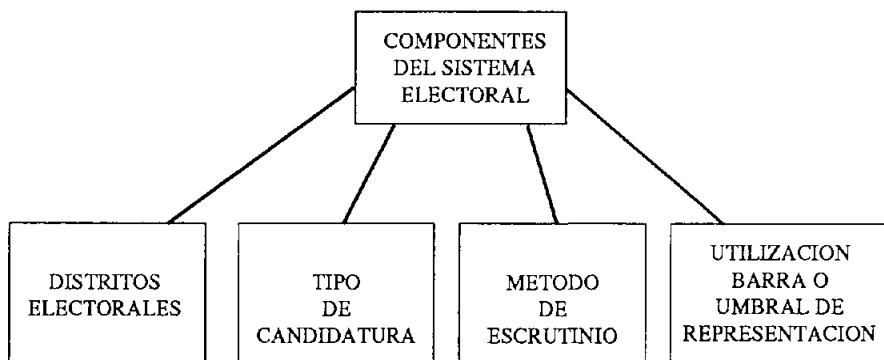 COMPONENTES
DEL SISTEMA
ELECTORAL
DISTRITOS
ELECTORALES
TIPO
DE
CANDIDATURA
METODO
DE
ESCRUTINIO
UTILIZACION
BARRA O
UMBRAL DE
REPRESENTACION